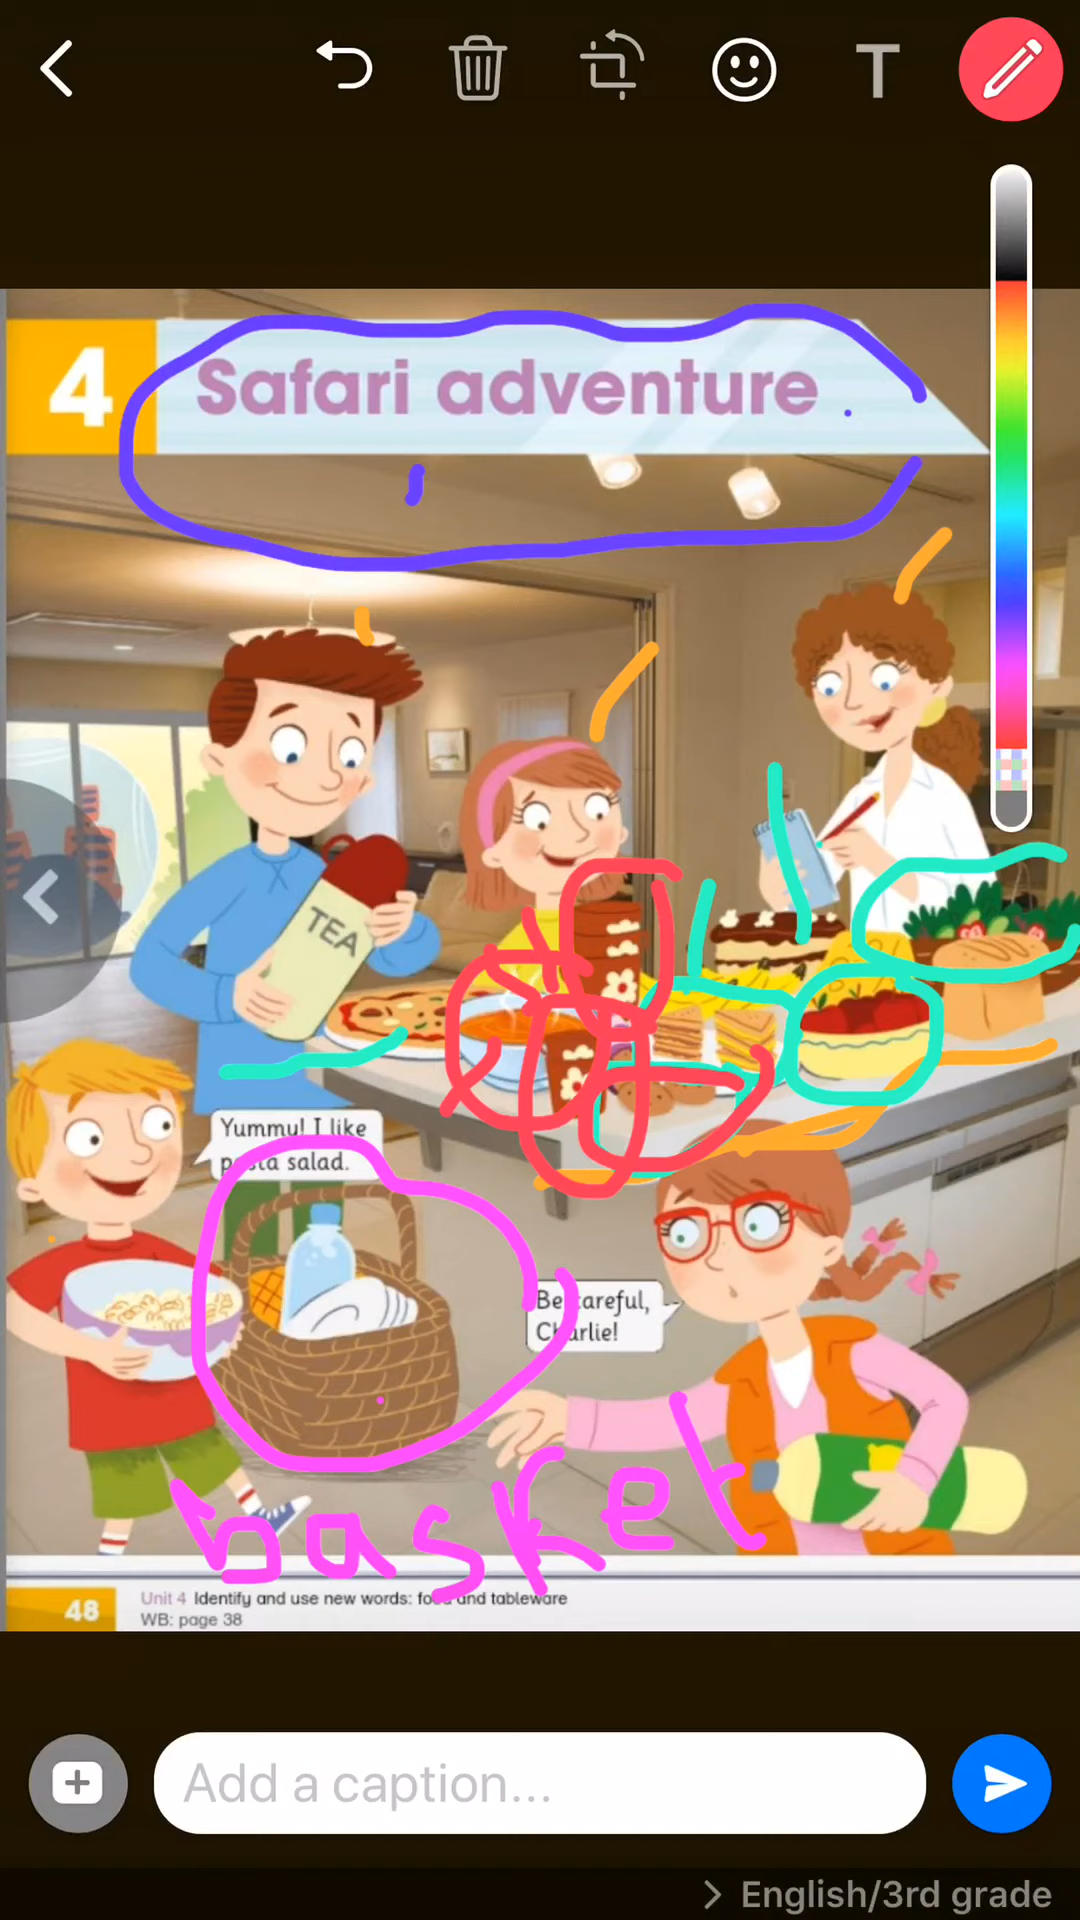 T
4 Safari adventure
TEA
Yummy! I like
pasta salad.
Be careful,
Charlie!
basket
48 Unit 4 Identify and use new words: food and tableware
WB: page 38
Add a caption...
English/3rd grade